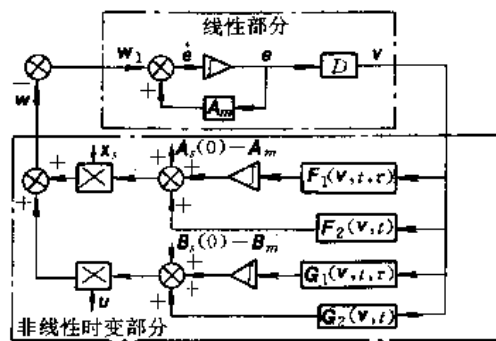 线性部分
w₁
ė
e
D
v
A_m
w
x_s
A_s(0)－A_m
F₁(v,t,τ)
F₂(v,t)
B_s(0)－B_m
G₁(v,t,τ)
G₂(v,t)
u
非线性时变部分